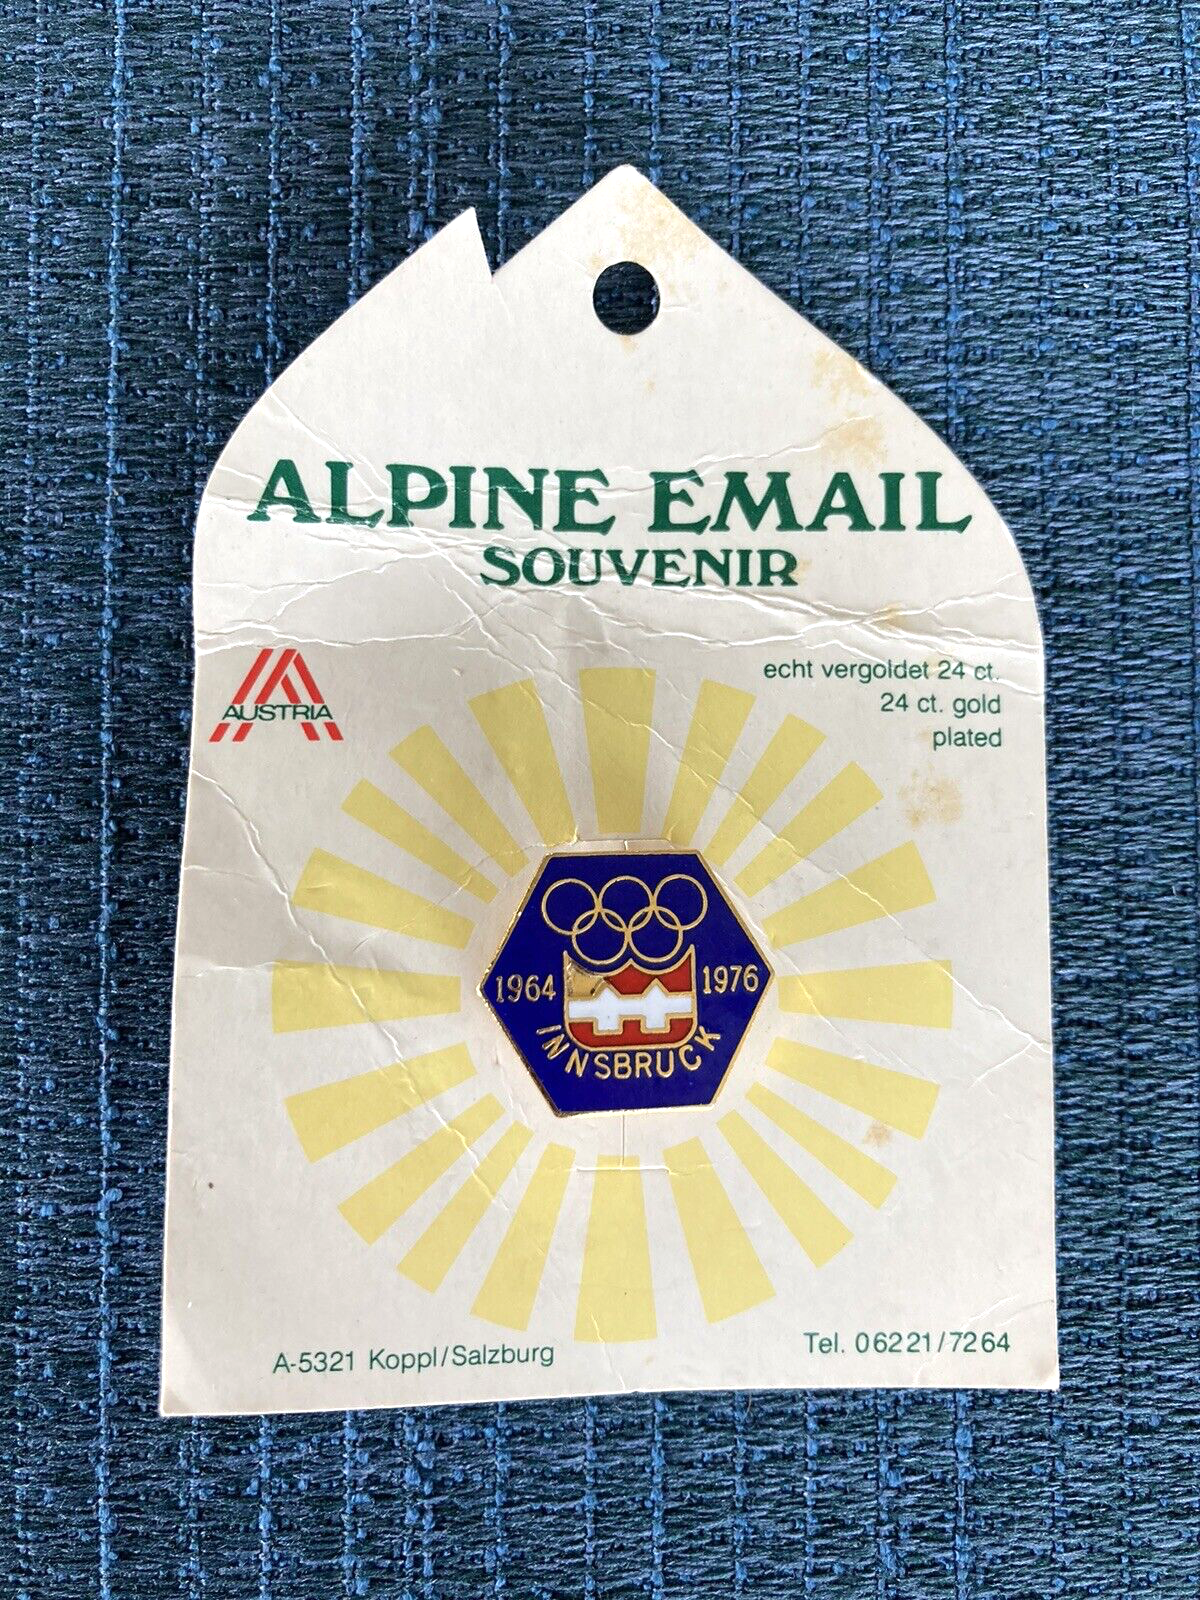 ALPINE EMAIL
SOUVENIR
AUSTRIA
echt vergoldet 24 ct.
24 ct. gold
plated
1964 1976
INNSBRUCK
A-5321 Koppl/Salzburg
Tel. 06221/7264